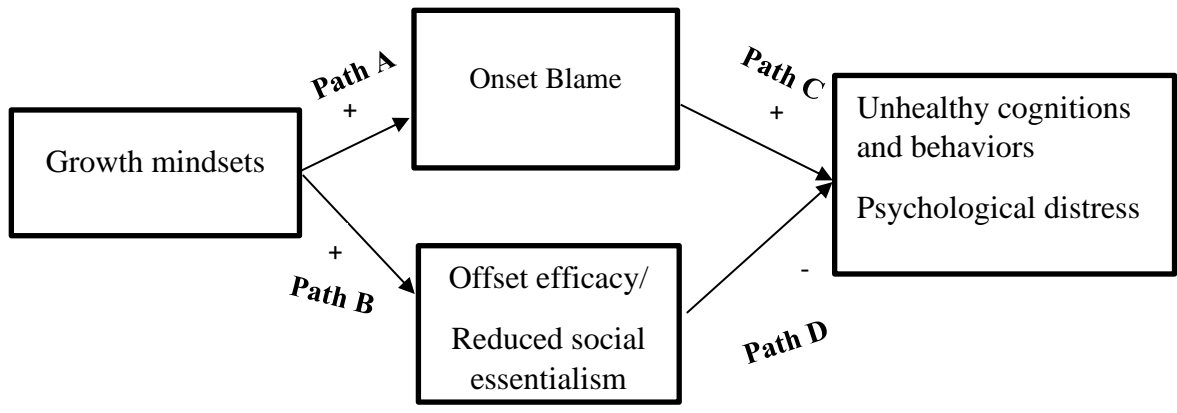 Growth mindsets
Path A
+
Onset Blame
Path C
+
Unhealthy cognitions
and behaviors
Psychological distress
+
Path B
Offset efficacy/
Reduced social
essentialism
-
Path D